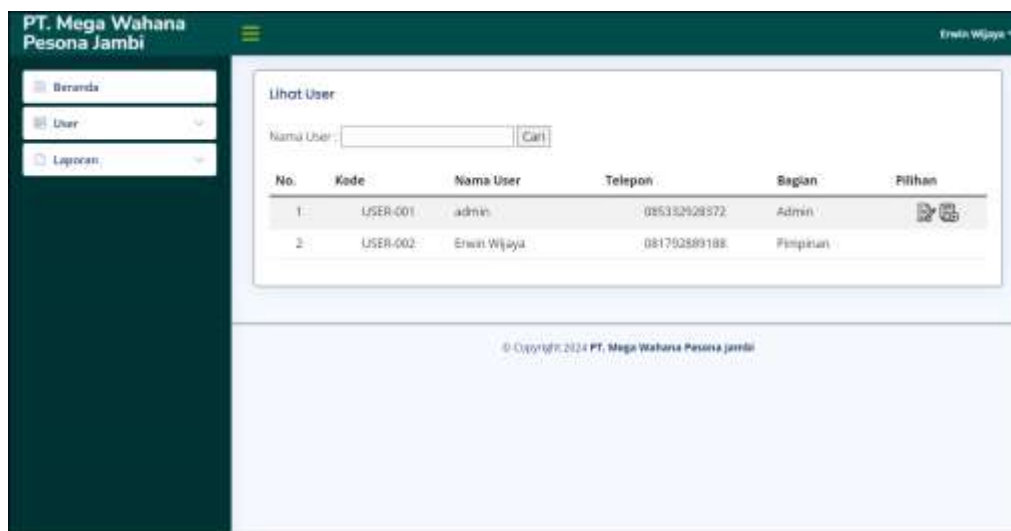 PT. Mega Wahana
Pesona Jambi
Erwin Wijaya
Beranda
User
Laporan
Lihat User
Nama User :
Cari
No. Kode Nama User Telepon Bagian Pilihan
1 USER-001 admin 085332928372 Admin
2 USER-002 Erwin Wijaya 081792889188 Pimpinan
© Copyright 2024 PT. Mega Wahana Pesona Jambi